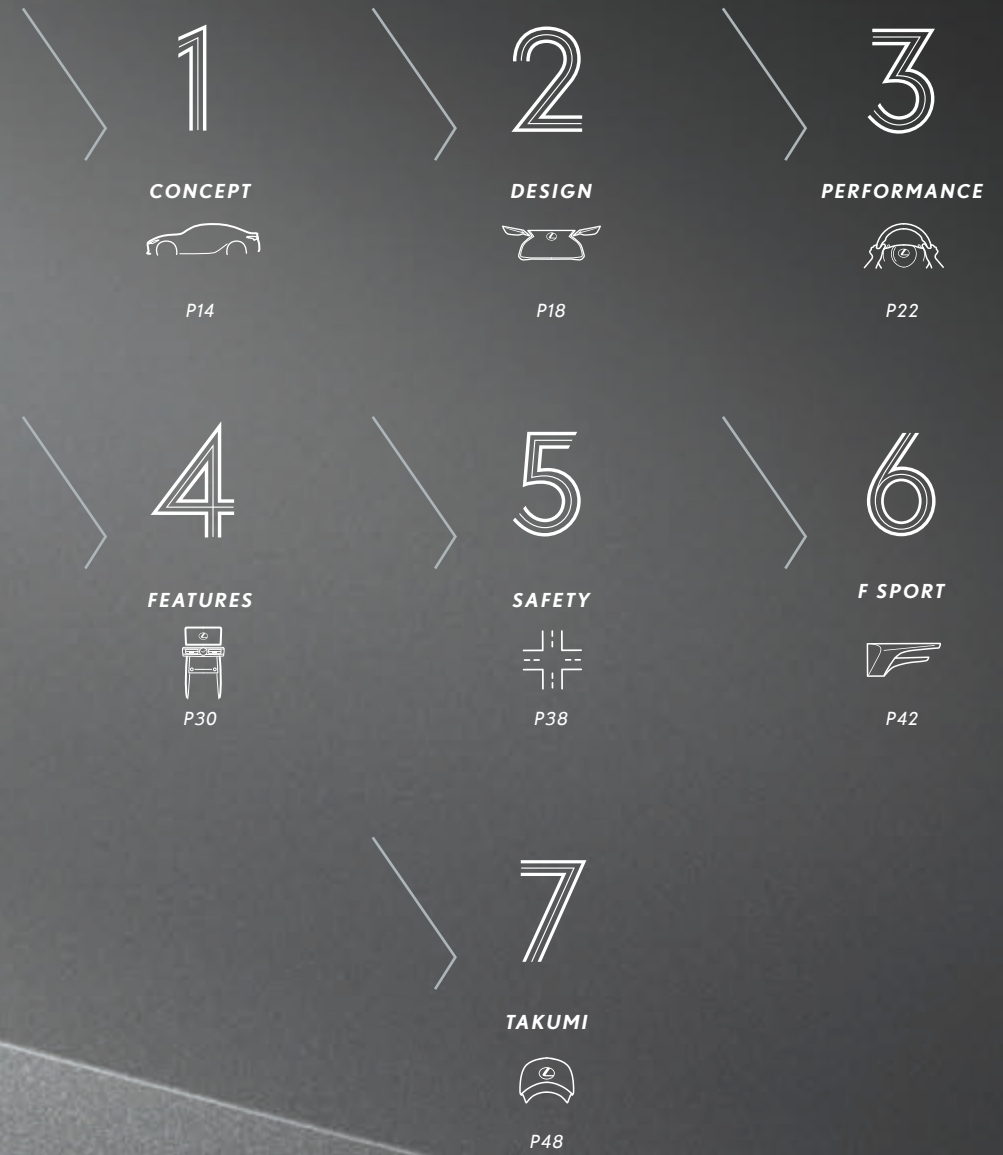 1
2
3
CONCEPT
DESIGN
PERFORMANCE
P14
P18
P22
4
5
6
FEATURES
SAFETY
F SPORT
P30
P38
P42
7
TAKUMI
P48